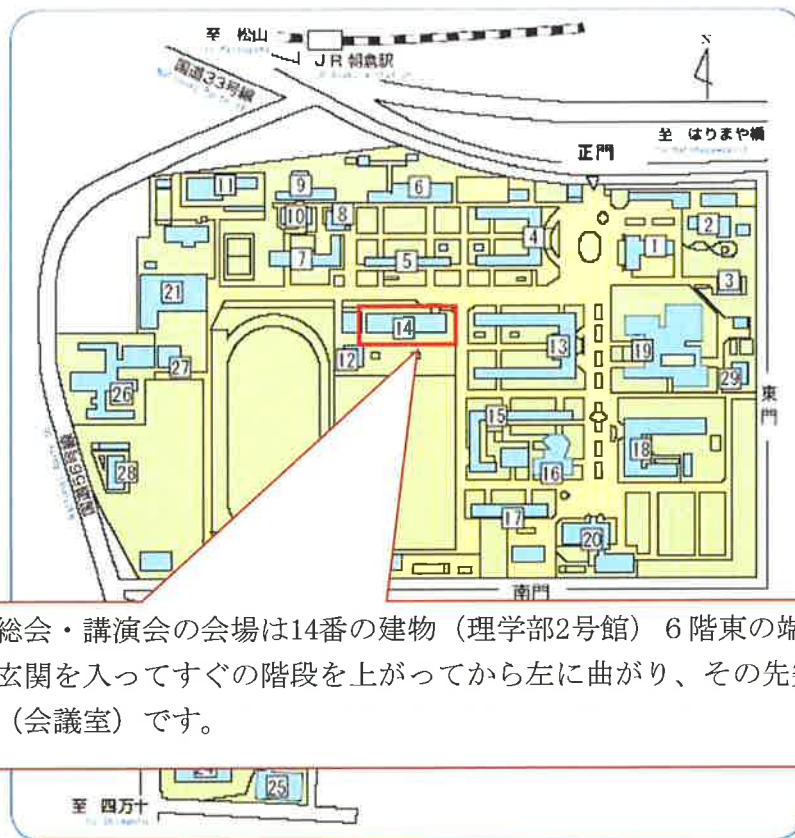 至 松山
JR 朝倉駅
国道33号線
N
至 はりまや橋
正門
11
9
6
10
8
4
2
1
7
5
3
21
14
13
19
12
27
29
26
東門
15
28
18
16
17
20
南門
総会・講演会の会場は14番の建物（理学部2号館）６階東の端
玄関を入ってすぐの階段を上がってから左に曲がり、その先
（会議室）です。
24
25
至 四万十